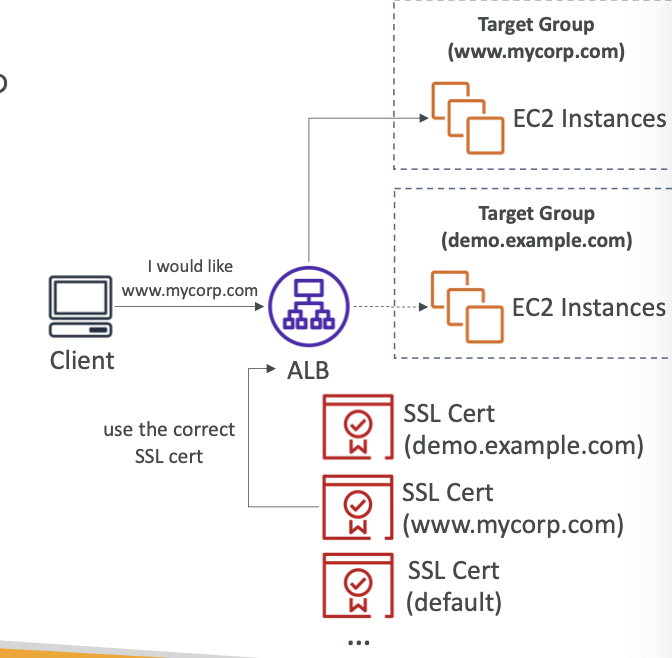 Target Group
(www.mycorp.com)
EC2 Instances
Target Group
(demo.example.com)
EC2 Instances
I would like
www.mycorp.com
Client
ALB
use the correct
SSL cert
SSL Cert
(demo.example.com)
SSL Cert
(www.mycorp.com)
SSL Cert
(default)
...